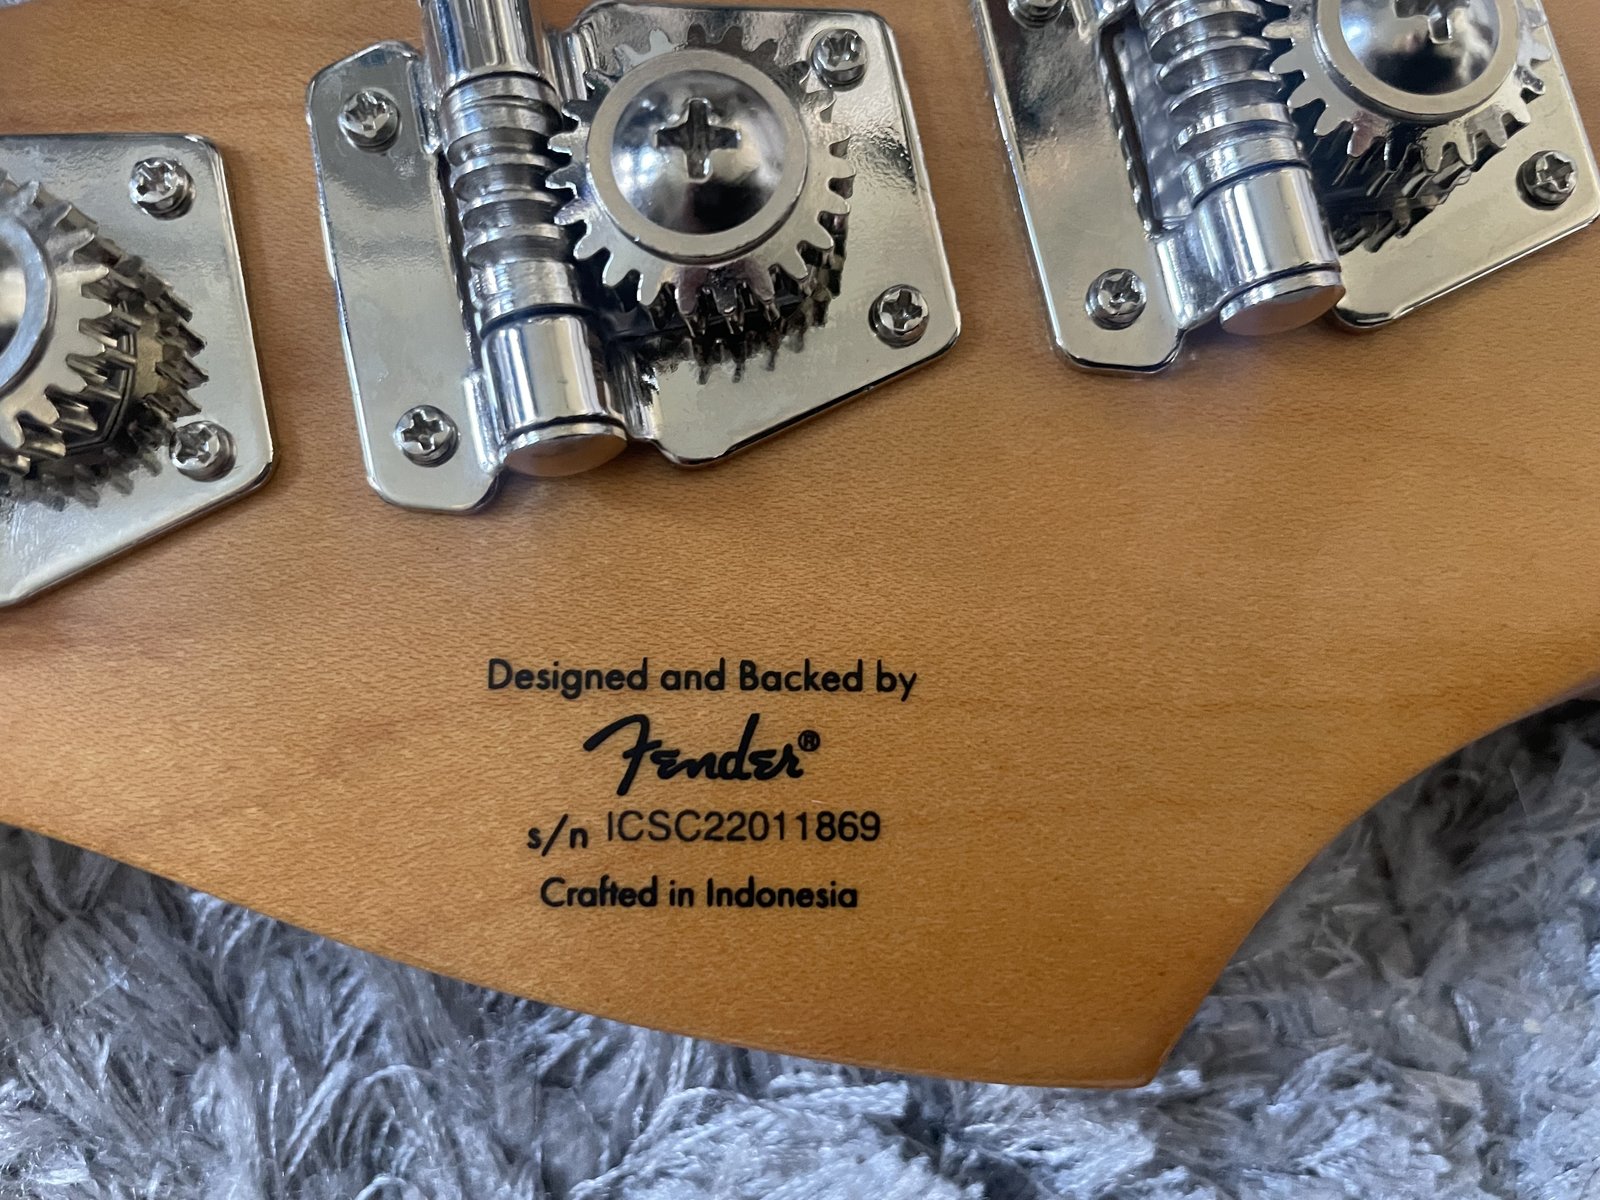 Designed and Backed by
Fender®
s/n ICSC22011869
Crafted in Indonesia